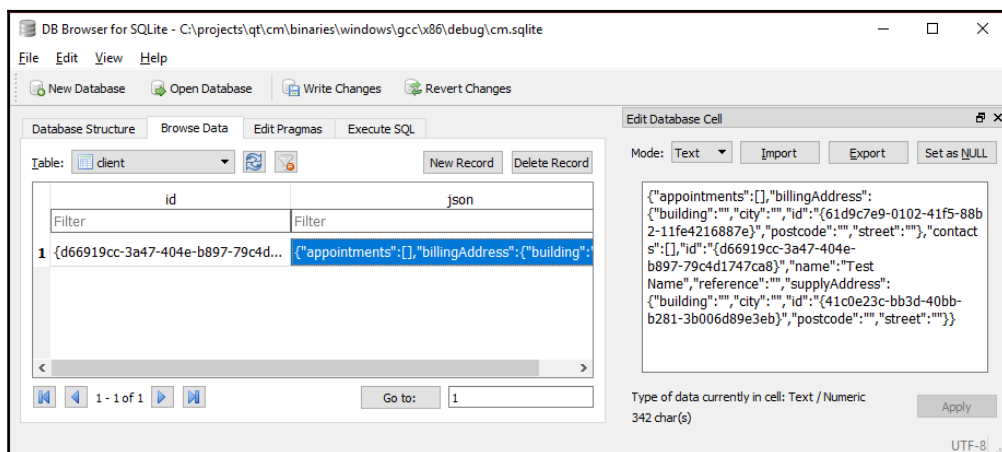 DB Browser for SQLite - C:\projects\qt\cm\binaries\windows\gcc\x86\debug\cm.sqlite
File Edit View Help
New Database Open Database Write Changes Revert Changes
Database Structure Browse Data Edit Pragmas Execute SQL
Table: client New Record Delete Record
id json
Filter Filter
1 {d66919cc-3a47-404e-b897-79c4d... {"appointments":[],"billingAddress":{"building":"
1 - 1 of 1 Go to: 1
Edit Database Cell
Mode: Text Import Export Set as NULL
{"appointments":[],"billingAddress":
{"building":"","city":"","id":"{61d9c7e9-0102-41f5-88b
2-11fe4216887e}","postcode":"","street":""},"contact
s":[],"id":"{d66919cc-3a47-404e-
b897-79c4d1747ca8}","name":"Test
Name","reference":"","supplyAddress":
{"building":"","city":"","id":"{41c0e23c-bb3d-40bb-
b281-3b006d89e3eb}","postcode":"","street":""}}
Type of data currently in cell: Text / Numeric
342 char(s)
Apply
UTF-8